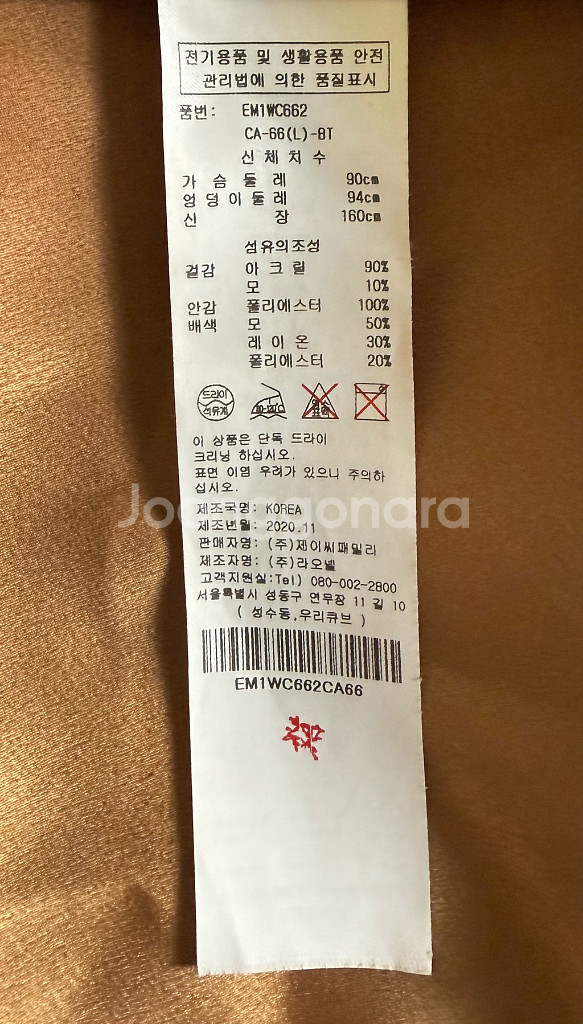 전기용품 및 생활용품 안전
관리법에 의한 품질표시
품번: EM1WC662
CA-66(L)-BT
신체치수
가슴둘레 90cm
엉덩이둘레 94cm
신장 160cm
섬유의조성
겉감 아크릴 90%
모 10%
안감 폴리에스터 100%
배색 모 50%
레이온 30%
폴리에스터 20%
드라이
석유계
이 상품은 단독 드라이
크리닝 하십시오.
표면 이염 우려가 있으니 주의하
십시오.
Joonggonara
제조국명: KOREA
제조년월: 2020.11
판매자명: (주)제이씨패밀리
제조자명: (주)라오넬
고객지원실:Tel) 080-002-2800
서울특별시 성동구 연무장 11 길 10
( 성수동,우리큐브 )
EM1WC662CA66